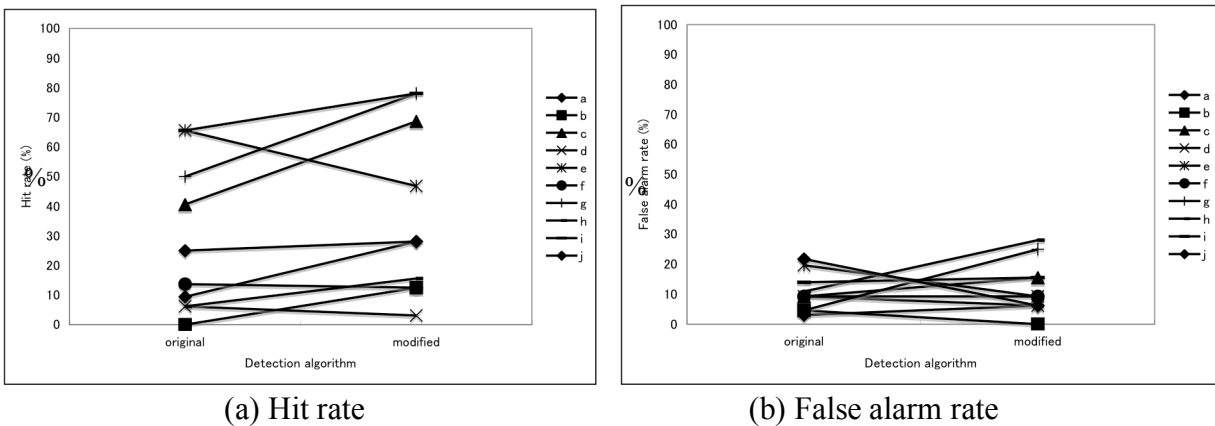 100
90
80
70
60
50
40
30
20
10
0
Hit rate (%)
%
original modified
Detection algorithm
a
b
c
d
e
f
g
h
i
j
(a) Hit rate
100
90
80
70
60
50
40
30
20
10
0
False alarm rate (%)
%
original modified
Detection algorithm
a
b
c
d
e
f
g
h
i
j
(b) False alarm rate